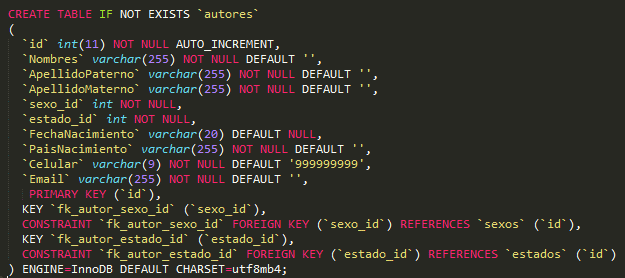 CREATE TABLE IF NOT EXISTS `autores`
(
`id` int(11) NOT NULL AUTO_INCREMENT,
`Nombres` varchar(255) NOT NULL DEFAULT '',
`ApellidoPaterno` varchar(255) NOT NULL DEFAULT '',
`ApellidoMaterno` varchar(255) NOT NULL DEFAULT '',
`sexo_id` int NOT NULL,
`estado_id` int NOT NULL,
`FechaNacimiento` varchar(20) DEFAULT NULL,
`PaisNacimiento` varchar(255) NOT NULL DEFAULT '',
`Celular` varchar(9) NOT NULL DEFAULT '999999999',
`Email` varchar(255) NOT NULL DEFAULT '',
PRIMARY KEY (`id`),
KEY `fk_autor_sexo_id` (`sexo_id`),
CONSTRAINT `fk_autor_sexo_id` FOREIGN KEY (`sexo_id`) REFERENCES `sexos` (`id`),
KEY `fk_autor_estado_id` (`estado_id`),
CONSTRAINT `fk_autor_estado_id` FOREIGN KEY (`estado_id`) REFERENCES `estados` (`id`)
) ENGINE=InnoDB DEFAULT CHARSET=utf8mb4;